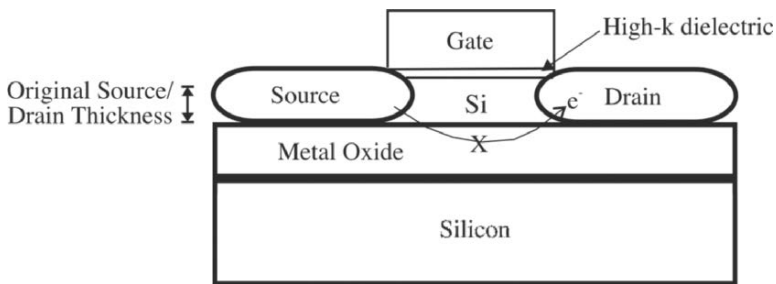 Gate
High-k dielectric
Original Source/
Drain Thickness
Source
Si
e-
Drain
X
Metal Oxide
Silicon